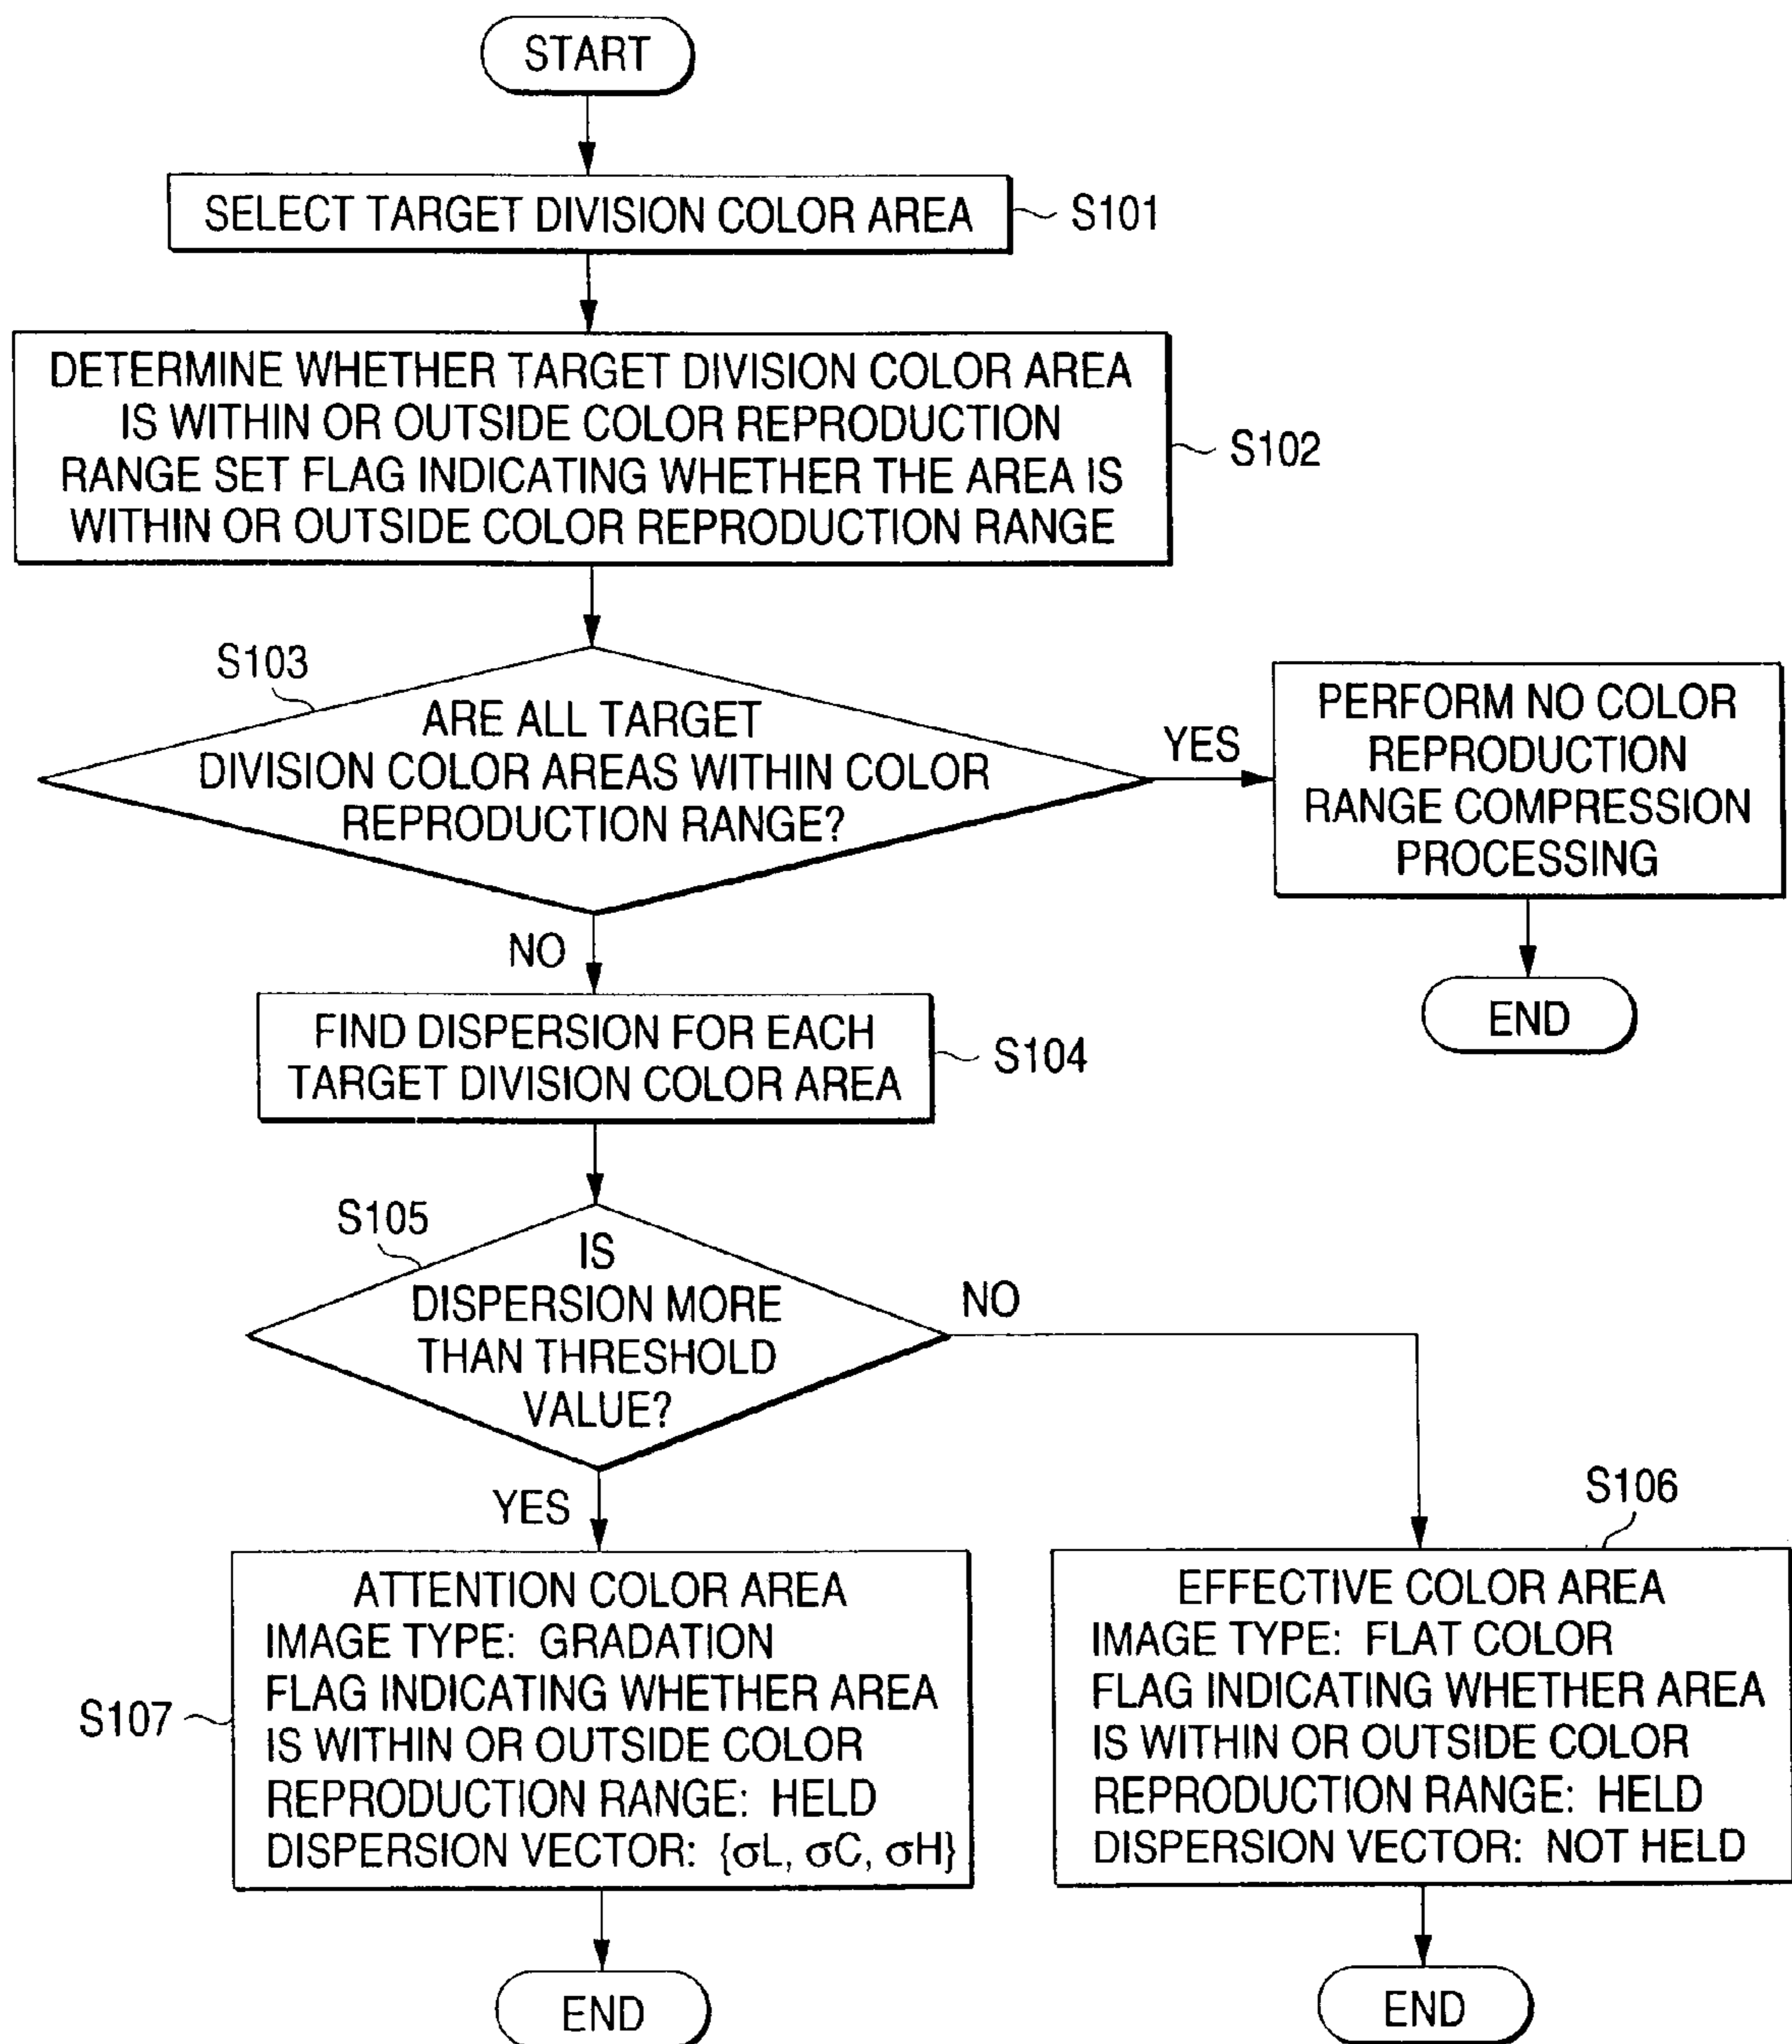 START
SELECT TARGET DIVISION COLOR AREA
S101
DETERMINE WHETHER TARGET DIVISION COLOR AREA
IS WITHIN OR OUTSIDE COLOR REPRODUCTION
RANGE SET FLAG INDICATING WHETHER THE AREA IS
WITHIN OR OUTSIDE COLOR REPRODUCTION RANGE
S102
S103
ARE ALL TARGET
DIVISION COLOR AREAS WITHIN COLOR
REPRODUCTION RANGE?
YES
PERFORM NO COLOR
REPRODUCTION
RANGE COMPRESSION
PROCESSING
END
NO
FIND DISPERSION FOR EACH
TARGET DIVISION COLOR AREA
S104
S105
IS
DISPERSION MORE
THAN THRESHOLD
VALUE?
NO
YES
S107
ATTENTION COLOR AREA
IMAGE TYPE: GRADATION
FLAG INDICATING WHETHER AREA
IS WITHIN OR OUTSIDE COLOR
REPRODUCTION RANGE: HELD
DISPERSION VECTOR: {σL, σC, σH}
END
S106
EFFECTIVE COLOR AREA
IMAGE TYPE: FLAT COLOR
FLAG INDICATING WHETHER AREA
IS WITHIN OR OUTSIDE COLOR
REPRODUCTION RANGE: HELD
DISPERSION VECTOR: NOT HELD
END